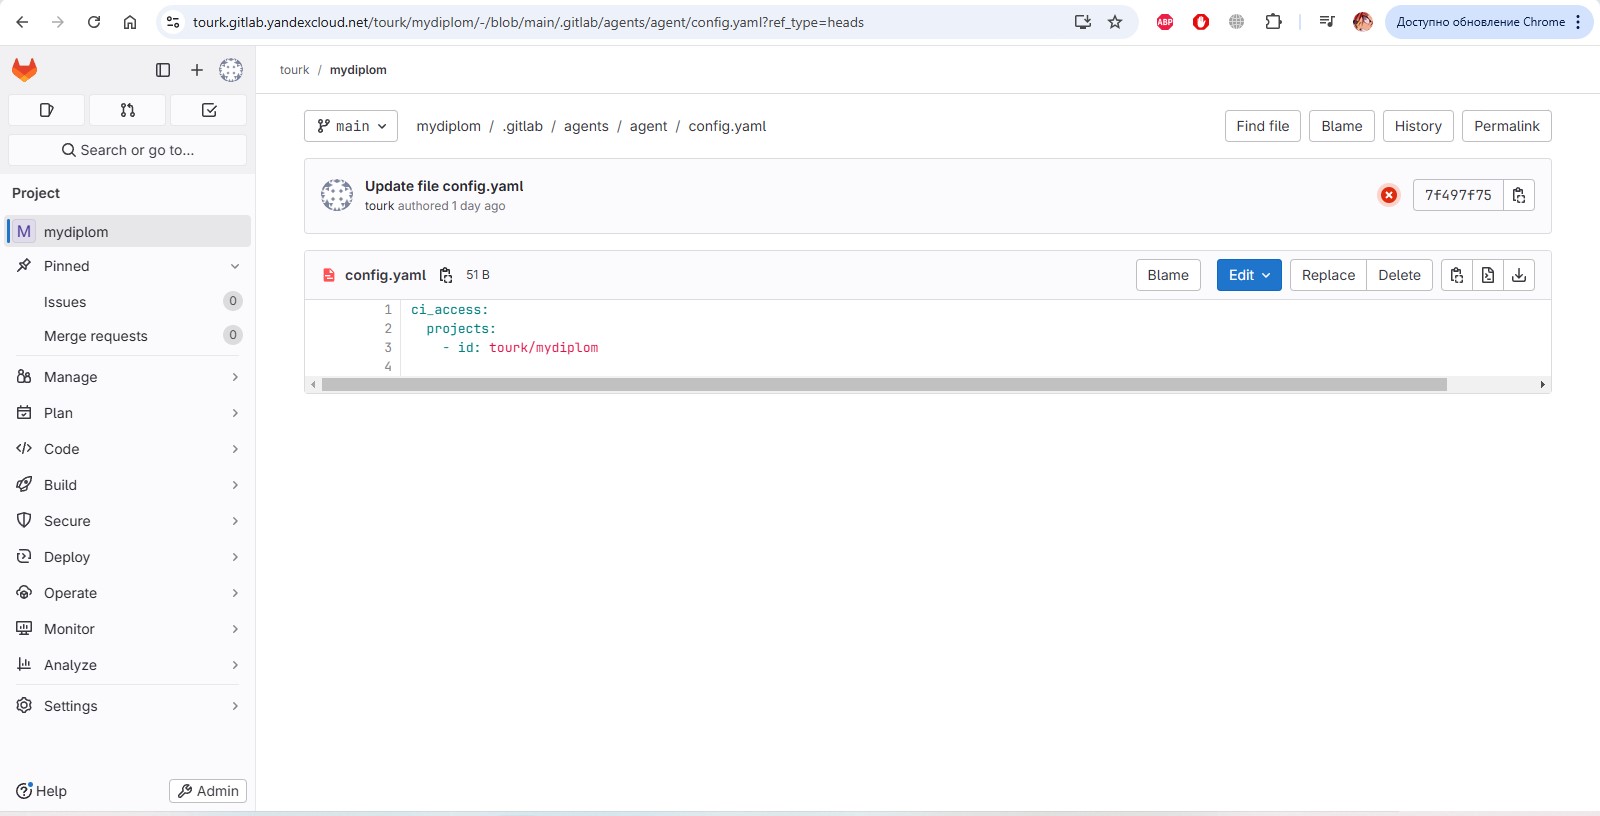 tourk.gitlab.yandexcloud.net/tourk/mydiplom/-/blob/main/.gitlab/agents/agent/config.yaml?ref_type=heads
ABP
Доступно обновление Chrome
tourk / mydiplom
Search or go to...
Project
M mydiplom
Pinned
Issues 0
Merge requests 0
Manage
Plan
Code
Build
Secure
Deploy
Operate
Monitor
Analyze
Settings
Help
Admin
main
mydiplom / .gitlab / agents / agent / config.yaml
Find file
Blame
History
Permalink
Update file config.yaml
tourk authored 1 day ago
7f497f75
config.yaml 51 B
Blame
Edit
Replace
Delete
1 ci_access:
2 projects:
3 - id: tourk/mydiplom
4